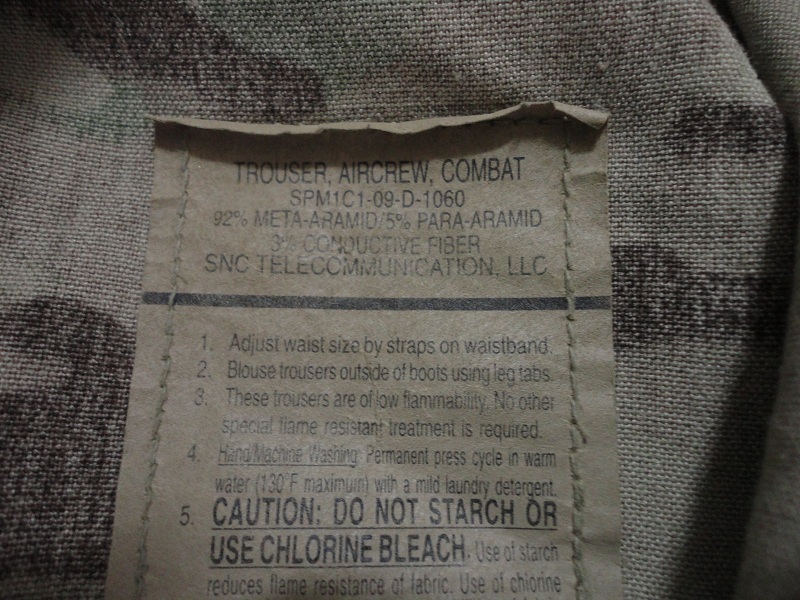 TROUSER, AIRCREW, COMBAT
SPM1C1-09-D-1060
92% META-ARAMID/5% PARA-ARAMID
3% CONDUCTIVE FIBER
SNC TELECOMMUNICATION, LLC
1. Adjust waist size by straps on waistband.
2. Blouse trousers outside of boots using leg tabs.
3. These trousers are of low flammability. No other
special flame resistant treatment is required.
4. Hand/Machine Washing: Permanent press cycle in warm
water (130°F maximum) with a mild laundry detergent.
5. CAUTION: DO NOT STARCH OR
USE CHLORINE BLEACH. Use of starch
reduces flame resistance of fabric. Use of chlorine